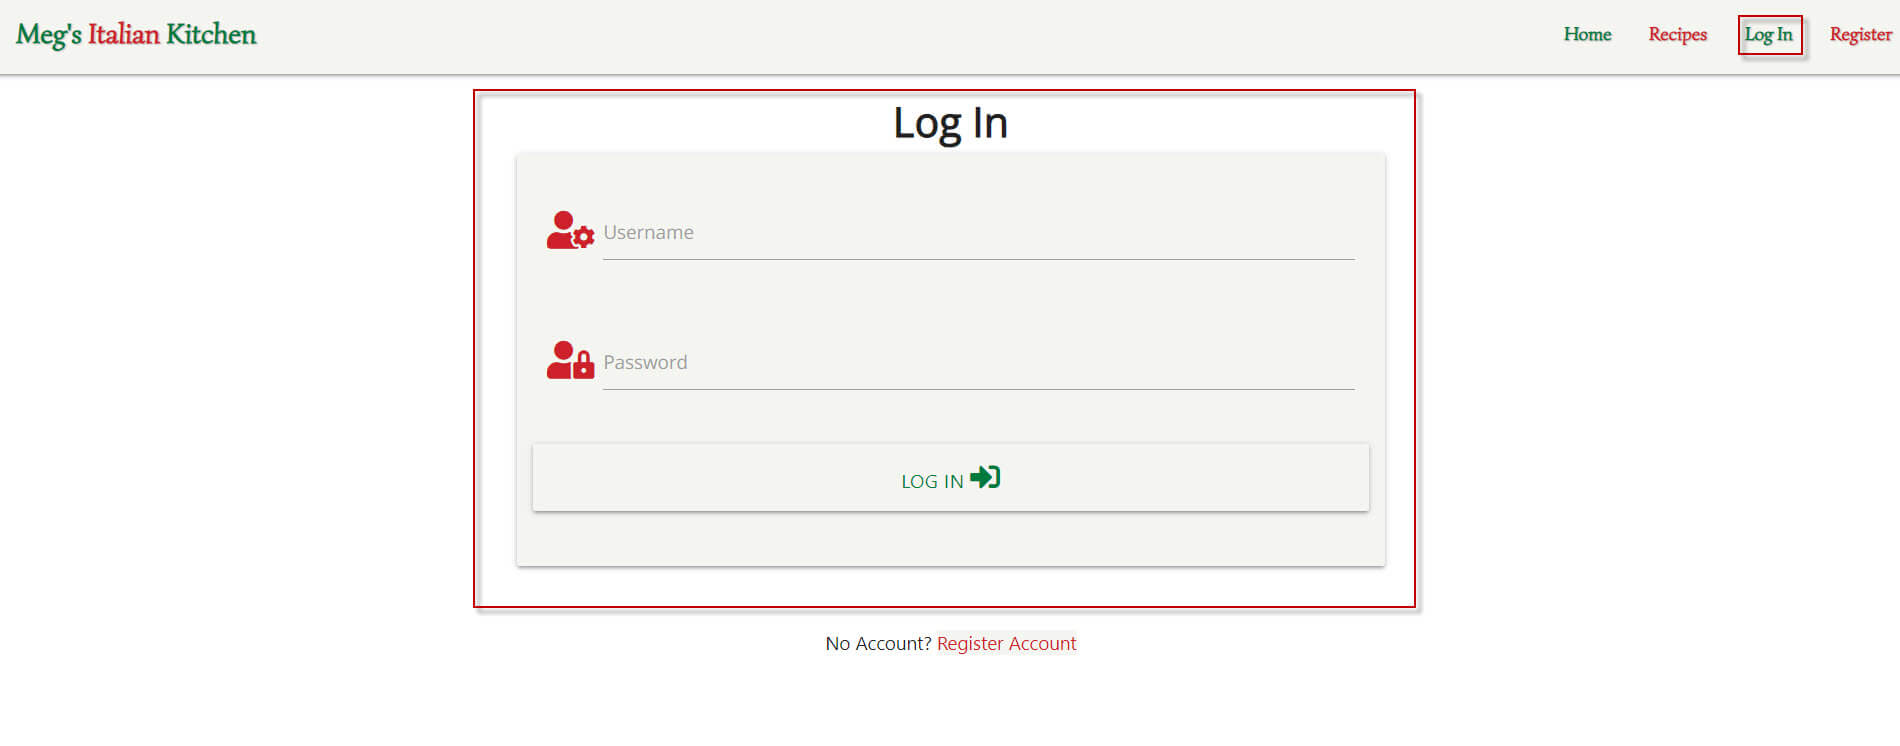 Meg's Italian Kitchen
Home Recipes Log In Register
Log In
Username
Password
LOG IN
No Account? Register Account